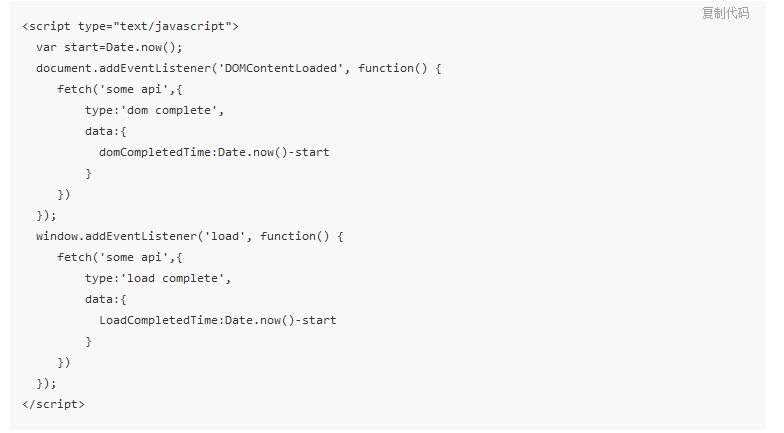 复制代码
<script type="text/javascript">
  var start=Date.now();
  document.addEventListener('DOMContentLoaded', function() {
     fetch('some api',{
         type:'dom complete',
         data:{
           domCompletedTime:Date.now()-start
         }
     })
  });
  window.addEventListener('load', function() {
     fetch('some api',{
         type:'load complete',
         data:{
           LoadCompletedTime:Date.now()-start
         }
     })
  });
</script>